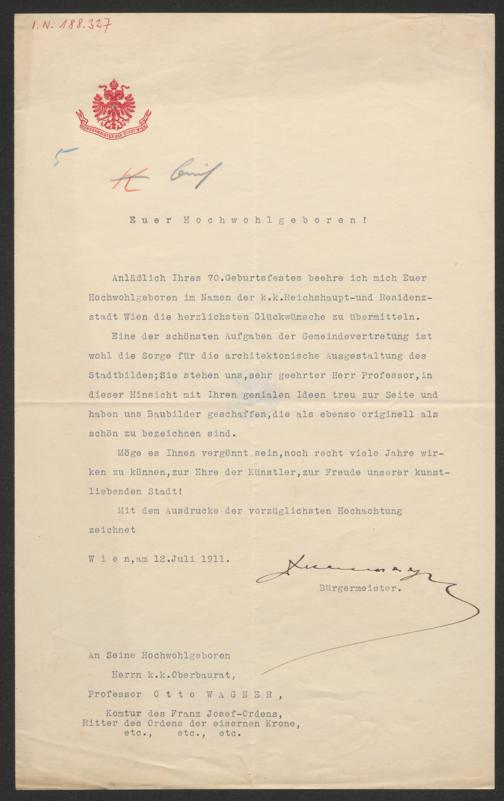 I.N. 188.327
BÜRGERMEISTER DER STADT WIEN
5
K
Euer Hochwohlgeboren!
Anläßlich Ihres 70.Geburtsfestes beehre ich mich Euer
Hochwohlgeboren im Namen der k.k.Reichshaupt-und Residenz-
stadt Wien die herzlichsten Glückwünsche zu übermitteln.
Eine der schönsten Aufgaben der Gemeindevertretung ist
wohl die Sorge für die architektonische Ausgestaltung des
Stadtbildes;Sie stehen uns,sehr geehrter Herr Professor,in
dieser Hinsicht mit Ihren genialen Ideen treu zur Seite und
haben uns Baubilder geschaffen,die als ebenso originell als
schön zu bezeichnen sind.
Möge es Ihnen vergönnt sein,noch recht viele Jahre wir-
ken zu können,zur Ehre der Künstler,zur Freude unserer kunst-
liebenden Stadt!
Mit dem Ausdrucke der vorzüglichsten Hochachtung
zeichnet
Wien,am 12.Juli 1911.
Bürgermeister.
An Seine Hochwohlgeboren
Herrn k.k.Oberbaurat,
Professor Otto WAGNER,
Komtur des Franz Josef-Ordens,
Ritter des Ordens der eisernen Krone,
etc., etc., etc.